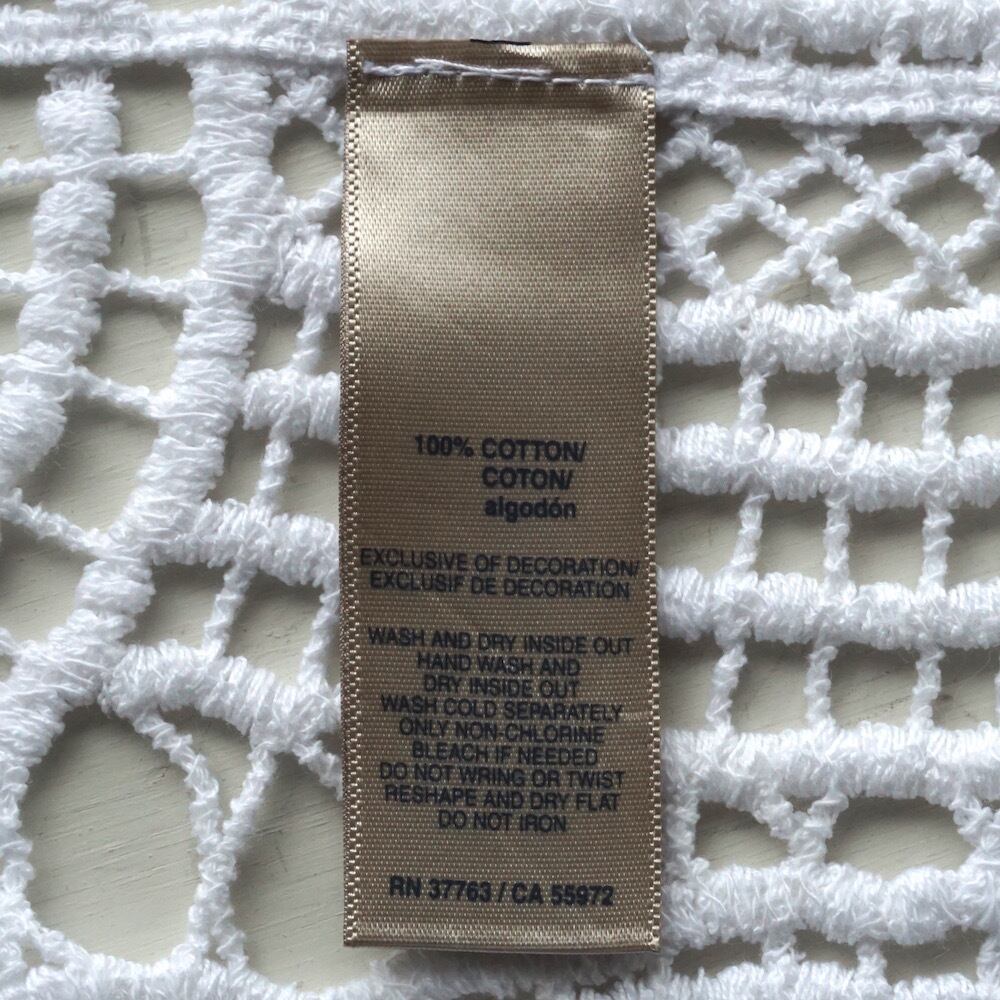 100% COTTON/
COTON/
algodón
EXCLUSIVE OF DECORATION/
EXCLUSIF DE DECORATION
WASH AND DRY INSIDE OUT
HAND WASH AND
DRY INSIDE OUT
WASH COLD SEPARATELY
ONLY NON-CHLORINE
BLEACH IF NEEDED
DO NOT WRING OR TWIST
RESHAPE AND DRY FLAT
DO NOT IRON
RN 37763 / CA 55972